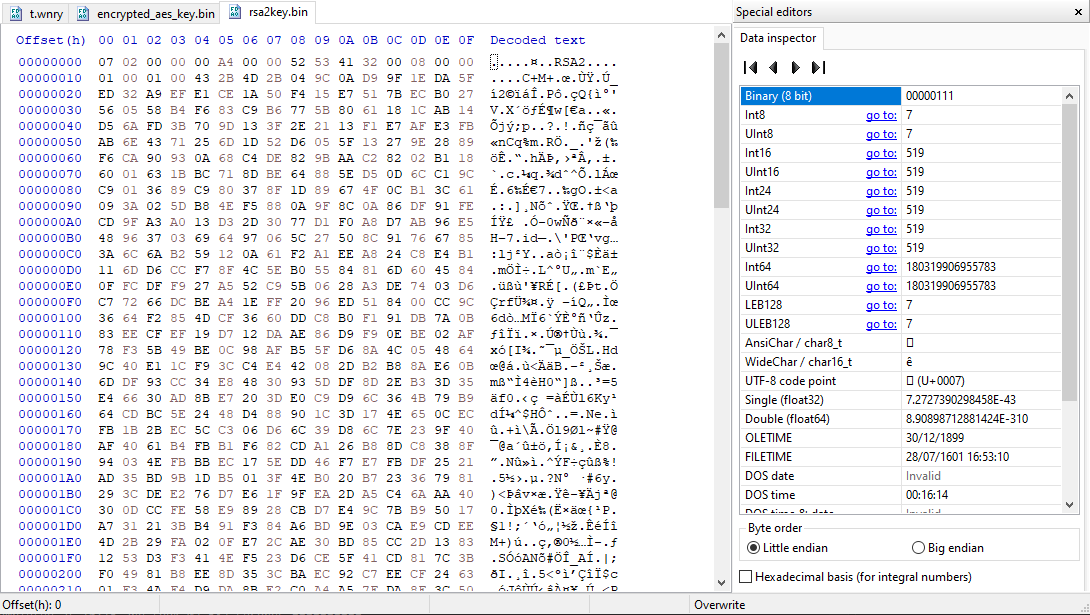 t.wnry encrypted_aes_key.bin rsa2key.bin
Offset(h) 00 01 02 03 04 05 06 07 08 09 0A 0B 0C 0D 0E 0F Decoded text
00000000 07 02 00 00 00 A4 00 00 52 53 41 32 00 08 00 00 .....¤..RSA2....
00000010 01 00 01 00 43 2B 4D 2B 04 9C 0A D9 9F 1E DA 5F ....C+M+.œ.ÙŸ.Ú_
00000020 ED 32 A9 EF E1 CE 1A 50 F4 15 E7 51 7B EC B0 27 í2©ïáÎ.Pô.çQ{ì°'
00000030 56 05 58 B4 F6 83 C9 B6 77 5B 80 61 18 1C AB 14 V.X´öƒÉ¶w[€a..«.
00000040 D5 6A FD 3B 70 9D 13 3F 2E 21 13 F1 E7 AF E3 FB Õjý;p..?.!.ñç¯ãû
00000050 AB 6E 43 71 25 6D 1D 52 D6 05 5F 13 27 9E 28 89 «nCq%m.RÖ._.'ž(‰
00000060 F6 CA 90 93 0A 68 C4 DE 82 9B AA C2 82 02 B1 18 öÊ.“.hÄÞ‚›ªÂ‚.±.
00000070 60 01 63 1B BC 71 8D BE 64 88 5E D5 0D 6C C1 9C `.c.¼q.¾dˆ^Õ.lÁœ
00000080 C9 01 36 89 C9 80 37 8F 1D 89 67 4F 0C B1 3C 61 É.6‰É€7..‰gO.±<a
00000090 09 3A 02 5D B8 4E F5 88 0A 9F 8C 0A 86 DF 91 FE .:.]¸Nõˆ.ŸŒ.†ß‘þ
000000A0 CD 9F A3 A0 13 D3 2D 30 77 D1 F0 A8 D7 AB 96 E5 ÍŸ£ .Ó-0wÑð¨×«–å
000000B0 48 96 37 03 69 64 97 06 5C 27 50 8C 91 76 67 85 H–7.id—.\'PŒ‘vg…
000000C0 3A 6C 6A B2 59 12 0A 61 F2 A1 EE A8 24 C8 E4 B1 :lj²Y..aò¡î¨$Èä±
000000D0 11 6D D6 CC F7 8F 4C 5E B0 55 84 81 6D 60 45 84 .mÖÌ÷.L^°U„.m`E„
000000E0 0F FC DF F9 27 A5 52 C9 5B 06 28 A3 DE 74 03 D6 .üßù'¥RÉ[.(£Þt.Ö
000000F0 C7 72 66 DC BE A4 1E FF 20 96 ED 51 84 00 CC 9C ÇrfÜ¾¤.ÿ –íQ„.Ìœ
00000100 36 64 F2 85 4D CF 36 60 DD C8 B0 F1 91 DB 7A 0B 6dò…MÏ6`ÝÈ°ñ‘Ûz.
00000110 83 EE CF EF 19 D7 12 DA AE 86 D9 F9 0E BE 02 AF ƒîÏï.×.Ú®†Ùù.¾.¯
00000120 78 F3 5B 49 BE 0C 98 AF B5 5F D6 8A 4C 05 48 64 xó[I¾.˜¯µ_ÖŠL.Hd
00000130 9C 40 E1 1C F9 3C C4 E4 42 08 2D B2 B8 8A E6 0B œ@á.ù<ÄäB.-²¸Šæ.
00000140 6D DF 93 CC 34 E8 48 30 93 5D DF 8D 2E B3 3D 35 mß“Ì4èH0“]ß..³=5
00000150 E4 66 30 AD 8B E7 20 3D E0 C9 D9 6C 36 4B 79 B9 äf0.‹ç =àÉÙl6Ky¹
00000160 64 CD BC 5E 24 48 D4 88 90 1C 3D 17 4E 65 0C EC dÍ¼^$HÔˆ..=.Ne.ì
00000170 FB 1B 2B EC 5C C3 06 D6 6C 39 D8 6C 7E 23 9F 40 û.+ì\Ã.Öl9Øl~#Ÿ@
00000180 AF 40 61 B4 FB B1 F6 82 CD A1 26 B8 8D C8 38 8F ¯@a´û±ö‚Í¡&¸.È8.
00000190 94 03 4E FB BB EC 17 5E DD 46 F7 E7 FB DF 25 21 ”.Nû»ì.^ÝF÷çûß%!
000001A0 AD 35 BD 9B 1D B5 01 3F 4E B0 20 B7 23 36 79 81 .5½›.µ.?N° ·#6y.
000001B0 29 3C DE E2 76 D7 E6 1F 9F EA 2D A5 C4 6A AA 40 )<Þâv×æ.Ÿê-¥Äjª@
000001C0 30 0D CC FE 58 E9 89 28 CB D7 E4 9C 7B B9 50 17 0.ÌþXé‰(Ë×äœ{¹P.
000001D0 A7 31 21 3B B4 91 F3 84 A6 BD 9E 03 CA E9 CD EE §1!;´‘ó„¦½ž.ÊéÍî
000001E0 4D 2B 29 FA 02 0F E7 2C AE 30 BD 85 CC 2D 13 83 M+)ú..ç,®0½…Ì-.ƒ
000001F0 12 53 D3 F3 41 4E F5 23 D6 CE 5F 41 CD 81 7C 3B .SÓóANõ#ÖÎ_AÍ.|;
00000200 F0 49 81 B8 EE 8D 35 3C BA EC 92 C7 EE CF 24 63 ðI.¸î.5<ºì’ÇîÏ$c
Special editors
Data inspector
Binary (8 bit) 00000111
Int8 go to: 7
UInt8 go to: 7
Int16 go to: 519
UInt16 go to: 519
Int24 go to: 519
UInt24 go to: 519
Int32 go to: 519
UInt32 go to: 519
Int64 go to: 180319906955783
UInt64 go to: 180319906955783
LEB128 go to: 7
ULEB128 go to: 7
AnsiChar / char8_t
WideChar / char16_t ȇ
UTF-8 code point (U+0007)
Single (float32) 7.2727390298458E-43
Double (float64) 8.90898712881424E-310
OLETIME 30/12/1899
FILETIME 28/07/1601 16:53:10
DOS date Invalid
DOS time 00:16:14
DOS time & date Invalid
Byte order
Little endian Big endian
Hexadecimal basis (for integral numbers)
Offset(h): 0 Overwrite